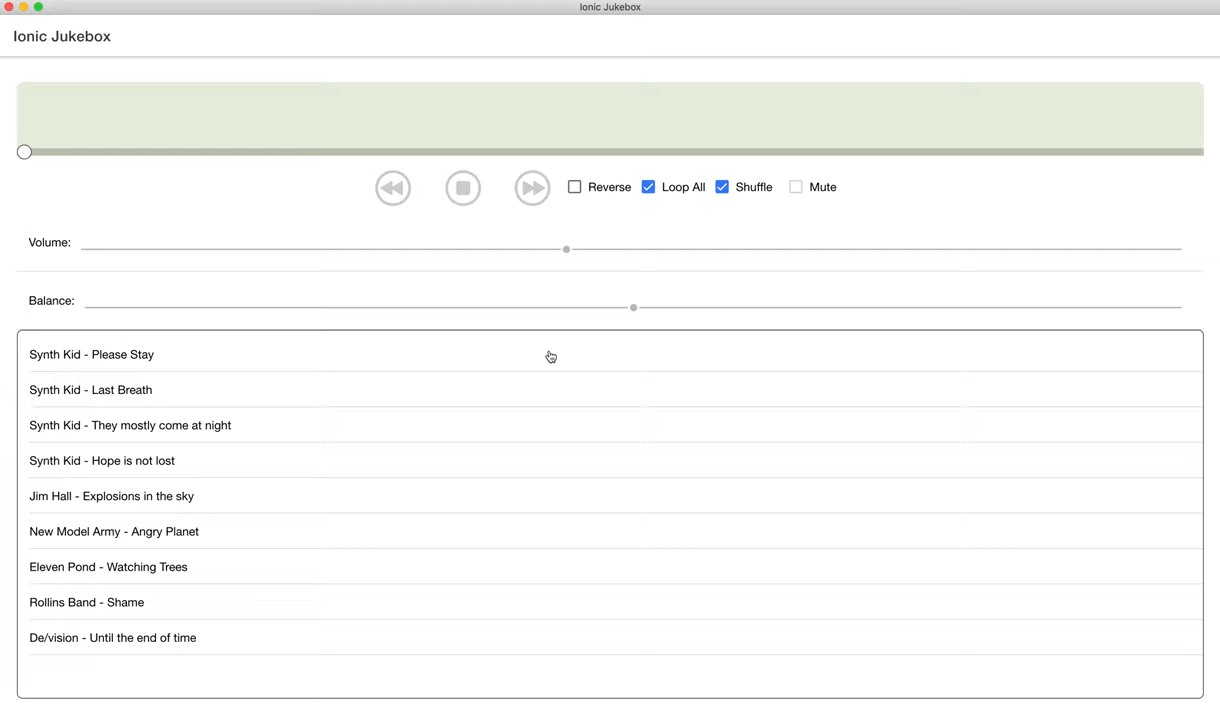 Ionic Jukebox
Ionic Jukebox
Reverse Loop All Shuffle Mute
Volume:
Balance:
Synth Kid - Please Stay
Synth Kid - Last Breath
Synth Kid - They mostly come at night
Synth Kid - Hope is not lost
Jim Hall - Explosions in the sky
New Model Army - Angry Planet
Eleven Pond - Watching Trees
Rollins Band - Shame
De/vision - Until the end of time